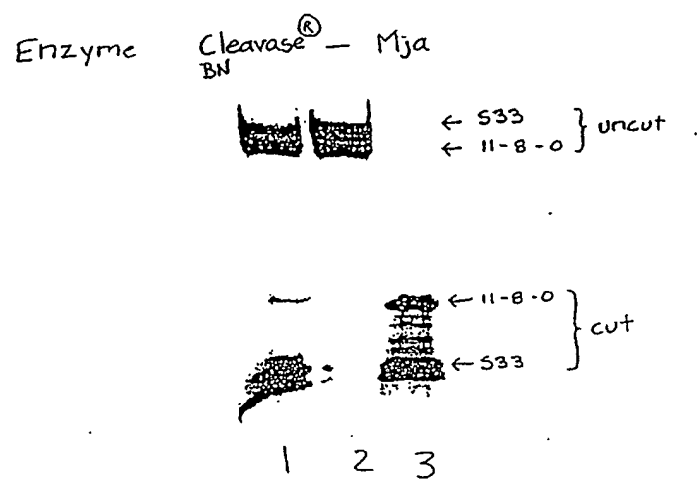 Enzyme Cleavase® — Mja
BN
← S33 } uncut
← 11-8-0
← 11-8-0 } cut
← S33
1 2 3